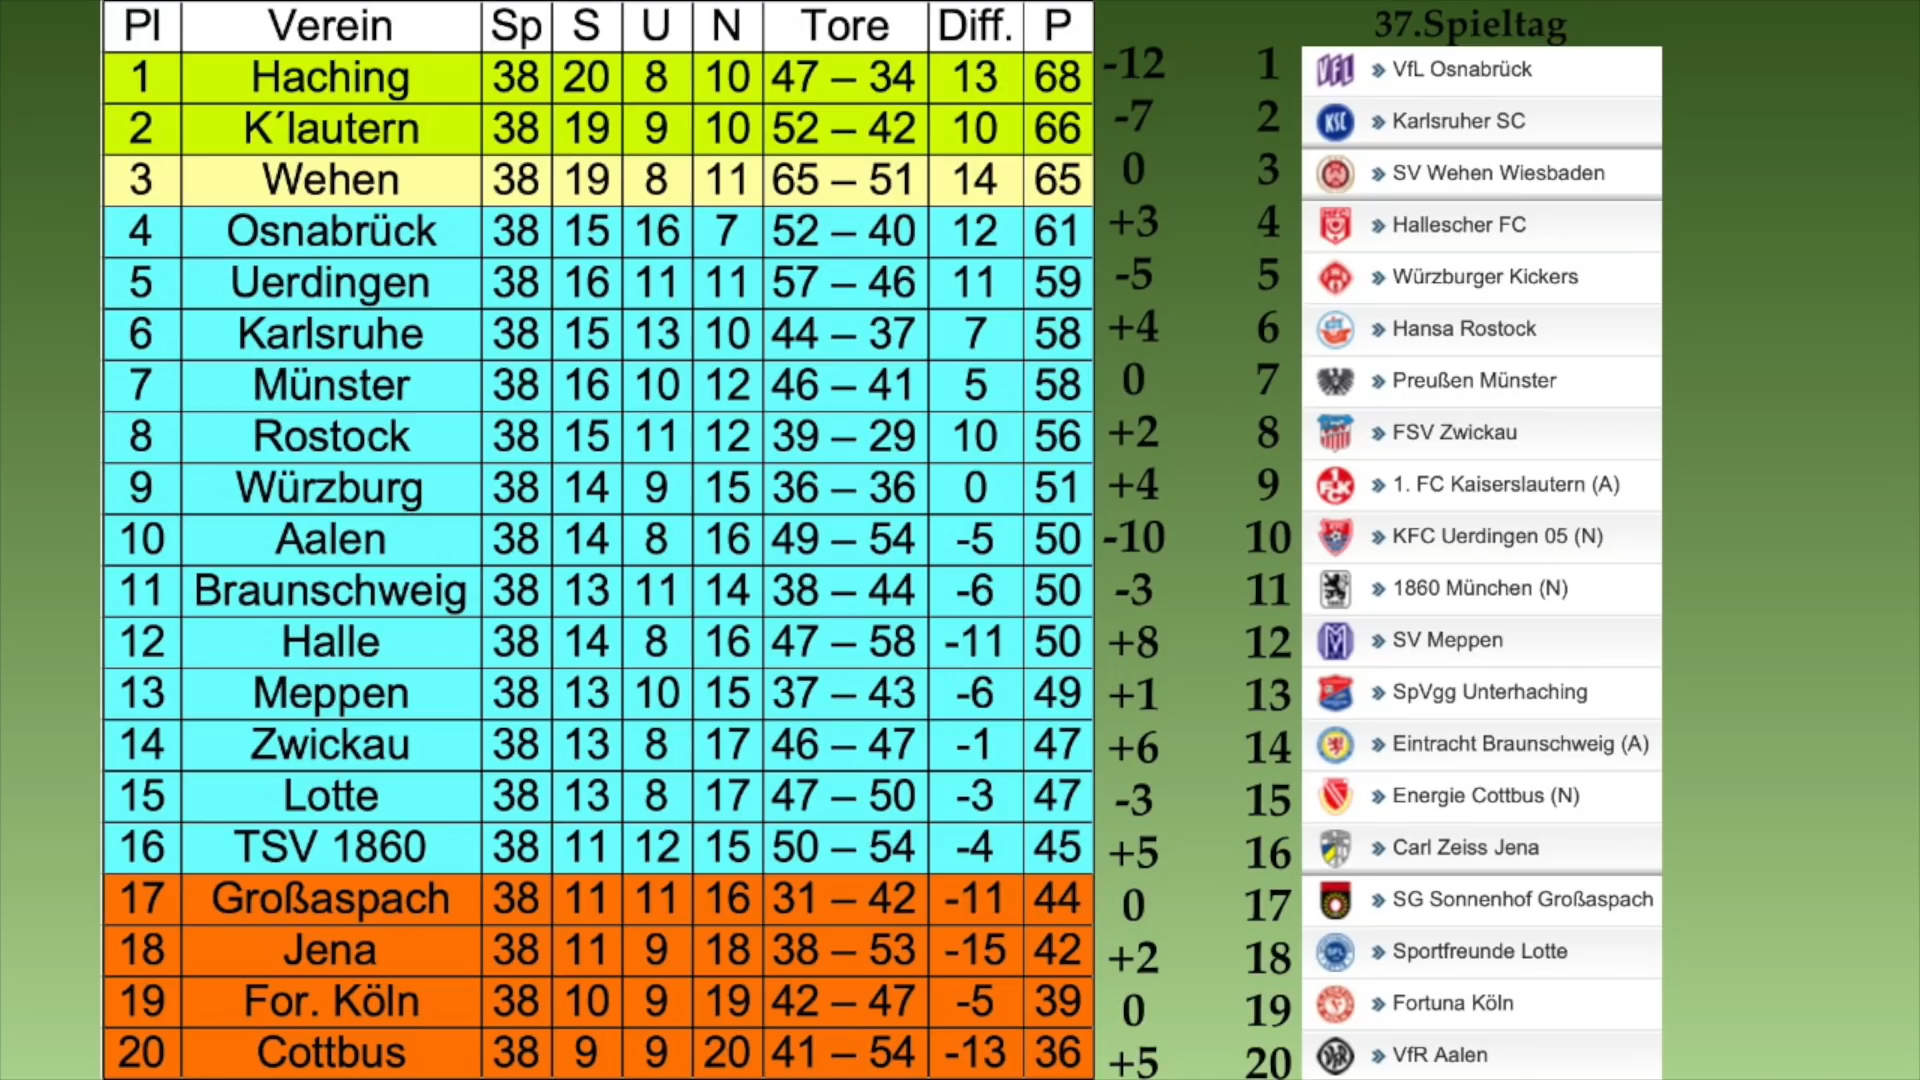 Pl Verein Sp S U N Tore Diff. P
1 Haching 38 20 8 10 47 – 34 13 68
2 K´lautern 38 19 9 10 52 – 42 10 66
3 Wehen 38 19 8 11 65 – 51 14 65
4 Osnabrück 38 15 16 7 52 – 40 12 61
5 Uerdingen 38 16 11 11 57 – 46 11 59
6 Karlsruhe 38 15 13 10 44 – 37 7 58
7 Münster 38 16 10 12 46 – 41 5 58
8 Rostock 38 15 11 12 39 – 29 10 56
9 Würzburg 38 14 9 15 36 – 36 0 51
10 Aalen 38 14 8 16 49 – 54 -5 50
11 Braunschweig 38 13 11 14 38 – 44 -6 50
12 Halle 38 14 8 16 47 – 58 -11 50
13 Meppen 38 13 10 15 37 – 43 -6 49
14 Zwickau 38 13 8 17 46 – 47 -1 47
15 Lotte 38 13 8 17 47 – 50 -3 47
16 TSV 1860 38 11 12 15 50 – 54 -4 45
17 Großaspach 38 11 11 16 31 – 42 -11 44
18 Jena 38 11 9 18 38 – 53 -15 42
19 For. Köln 38 10 9 19 42 – 47 -5 39
20 Cottbus 38 9 9 20 41 – 54 -13 36
37.Spieltag
-12 1 VfL Osnabrück
-7 2 KSC Karlsruher SC
0 3 SV Wehen Wiesbaden
+3 4 HFC Hallescher FC
-5 5 Würzburger Kickers
+4 6 Hansa Rostock
0 7 Preußen Münster
+2 8 FSV Zwickau
+4 9 1. FC Kaiserslautern (A)
-10 10 KFC Uerdingen 05 (N)
-3 11 1860 München (N)
+8 12 SV Meppen
+1 13 SpVgg Unterhaching
+6 14 Eintracht Braunschweig (A)
-3 15 Energie Cottbus (N)
+5 16 Carl Zeiss Jena
0 17 SG Sonnenhof Großaspach
+2 18 Sportfreunde Lotte
0 19 Fortuna Köln
+5 20 VfR Aalen